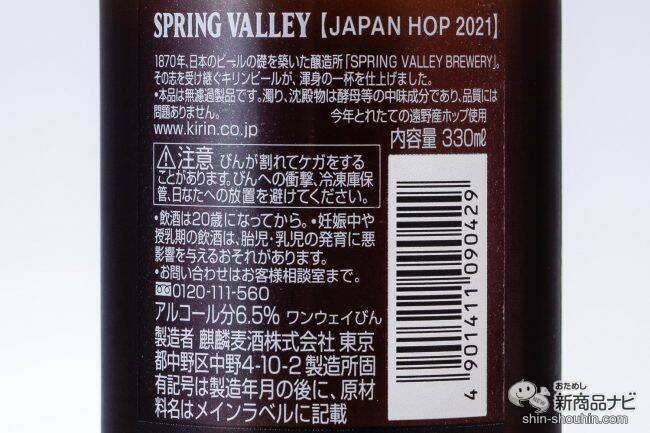 SPRING VALLEY【JAPAN HOP 2021】
1870年、日本のビールの礎を築いた醸造所「SPRING VALLEY BREWERY」。
その志を受け継ぐキリンビールが、渾身の一杯を仕上げました。
・本品は無濾過製品です。濁り、沈殿物は酵母等の中味成分であり、品質には
問題ありません。
今年とれたての遠野産ホップ使用
www.kirin.co.jp
内容量 330㎖
⚠注意 びんが割れてケガをする
ことがあります。びんへの衝撃、冷凍庫保
管、日なたへの放置を避けてください。
・飲酒は20歳になってから。・妊娠中や
授乳期の飲酒は、胎児・乳児の発育に悪
影響を与えるおそれがあります。
・お問い合わせはお客様相談室まで。
0120-111-560
アルコール分6.5% ワンウェイびん
製造者 麒麟麦酒株式会社 東京
都中野区中野4-10-2 製造所固
有記号は製造年月の後に、原材
料名はメインラベルに記載
4 901411 090429
おためし
新商品ナビ
shin-shouhin.com